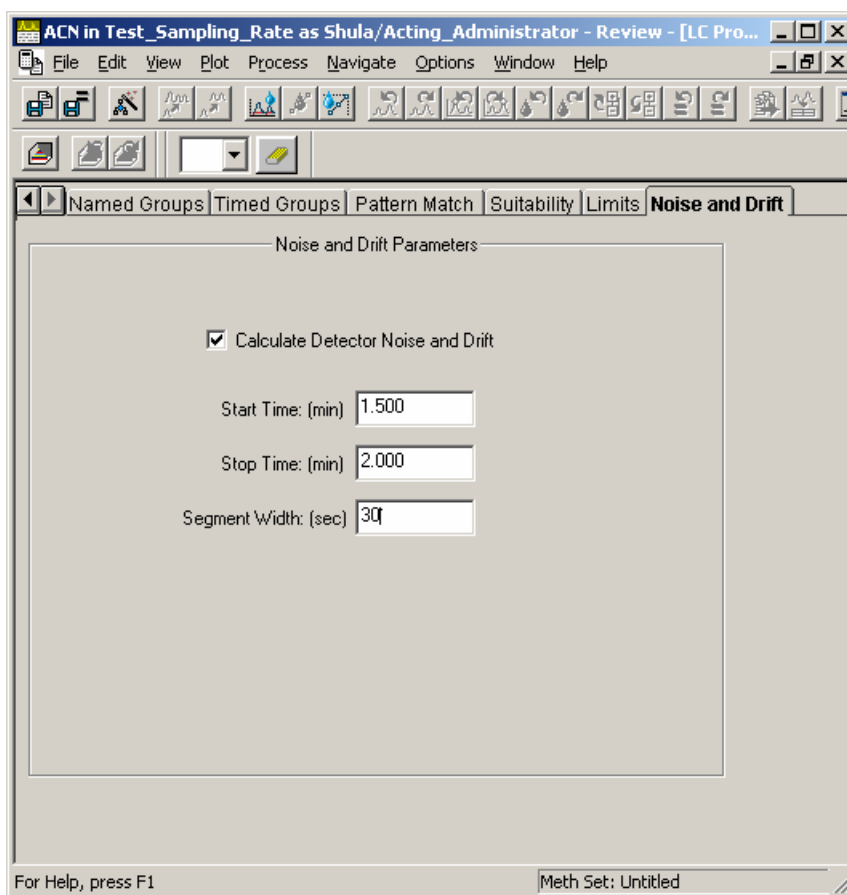 ACN in Test_Sampling_Rate as Shula/Acting_Administrator - Review - [LC Pro...
File Edit View Plot Process Navigate Options Window Help
Named Groups Timed Groups Pattern Match Suitability Limits Noise and Drift
Noise and Drift Parameters
Calculate Detector Noise and Drift
Start Time: (min) 1.500
Stop Time: (min) 2.000
Segment Width: (sec) 30
For Help, press F1 Meth Set: Untitled